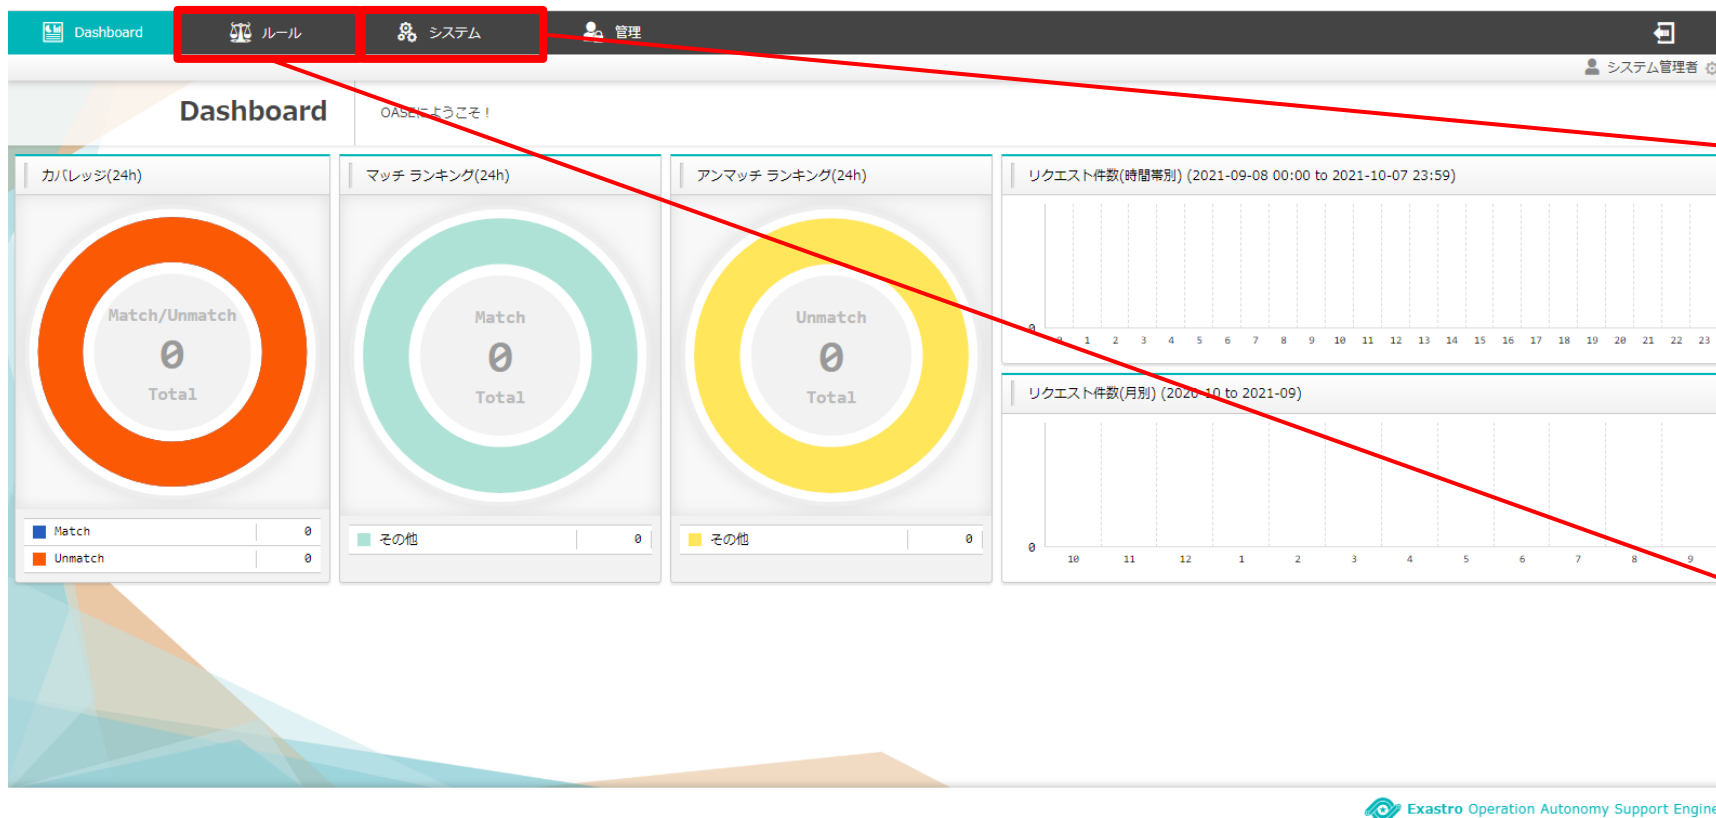 Dashboard ルール システム 管理
システム管理者
Dashboard OASEにようこそ！
カバレッジ(24h)
Match/Unmatch
0
Total
Match 0
Unmatch 0
マッチ ランキング(24h)
Match
0
Total
その他 0
アンマッチ ランキング(24h)
Unmatch
0
Total
その他 0
リクエスト件数(時間帯別) (2021-09-08 00:00 to 2021-10-07 23:59)
0
0 1 2 3 4 5 6 7 8 9 10 11 12 13 14 15 16 17 18 19 20 21 22 23
リクエスト件数(月別) (2020-10 to 2021-09)
0
10 11 12 1 2 3 4 5 6 7 8 9
Exastro Operation Autonomy Support Engine